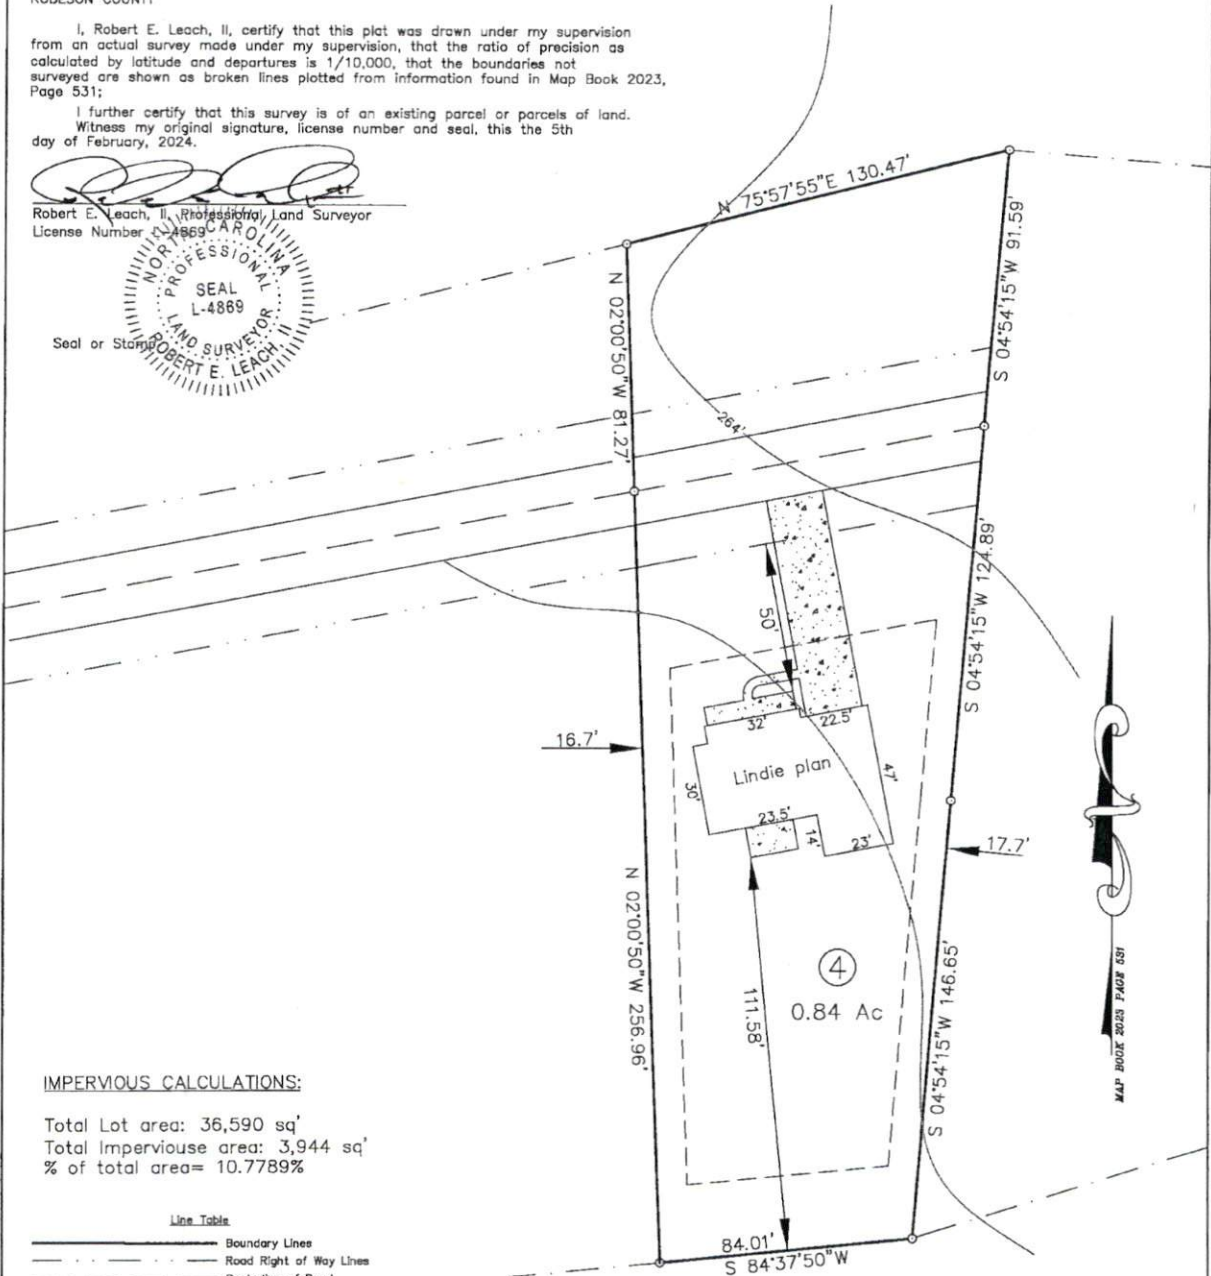 I, Robert E. Leach, II, certify that this plat was drawn under my supervision
from an actual survey made under my supervision, that the ratio of precision as
calculated by latitude and departures is 1/10,000, that the boundaries not
surveyed are shown as broken lines plotted from information found in Map Book 2023,
Page 531;
I further certify that this survey is of an existing parcel or parcels of land.
Witness my original signature, license number and seal, this the 5th
day of February, 2024.
Robert E. Leach, II, Professional Land Surveyor
License Number L-4869
NORTH CAROLINA
PROFESSIONAL
SEAL
L-4869
LAND SURVEYOR
ROBERT E. LEACH, II
Seal or Stamp
N 75°57'55"E 130.47'
S 04°54'15"W 91.59'
N 02°00'50"W 81.27'
264'
S 04°54'15"W 124.89'
50'
32'
22.5'
16.7'
Lindie plan
30'
47'
23.5'
14'
23'
17.7'
N 02°00'50"W 256.96'
4
0.84 Ac
111.58'
S 04°54'15"W 146.65'
MAP BOOK 2023 PAGE 531
84.01'
S 84°37'50"W
IMPERVIOUS CALCULATIONS:
Total Lot area: 36,590 sq'
Total Imperviouse area: 3,944 sq'
% of total area= 10.7789%
Line Table
Boundary Lines
Road Right of Way Lines